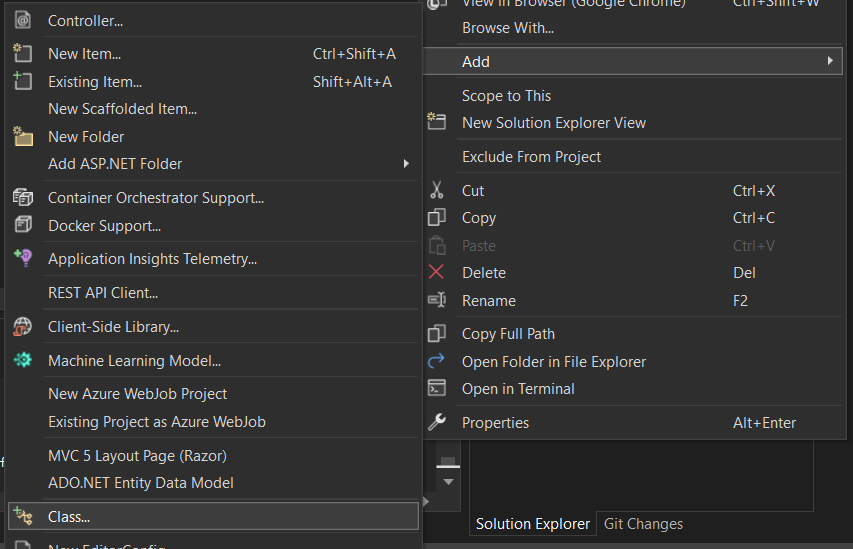 Controller...
New Item... Ctrl+Shift+A
Existing Item... Shift+Alt+A
New Scaffolded Item...
New Folder
Add ASP.NET Folder
Container Orchestrator Support...
Docker Support...
Application Insights Telemetry...
REST API Client...
Client-Side Library...
Machine Learning Model...
New Azure WebJob Project
Existing Project as Azure WebJob
MVC 5 Layout Page (Razor)
ADO.NET Entity Data Model
Class...
New EditorConfig
View in Browser (Google Chrome) Ctrl+Shift+W
Browse With...
Add
Scope to This
New Solution Explorer View
Exclude From Project
Cut Ctrl+X
Copy Ctrl+C
Paste Ctrl+V
Delete Del
Rename F2
Copy Full Path
Open Folder in File Explorer
Open in Terminal
Properties Alt+Enter
Solution Explorer Git Changes